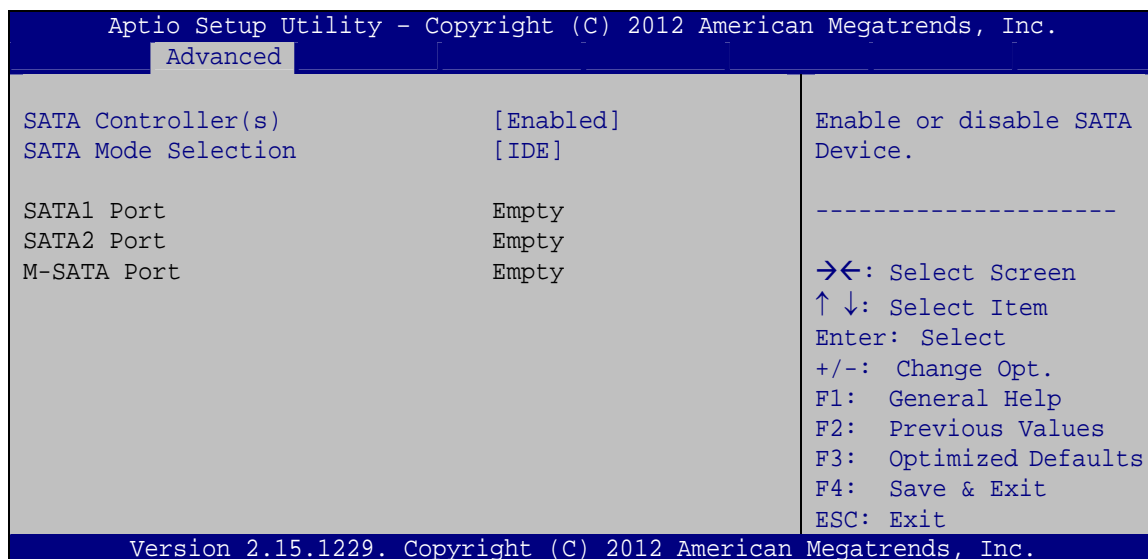 Aptio Setup Utility – Copyright (C) 2012 American Megatrends, Inc.
Advanced
SATA Controller(s) [Enabled]
SATA Mode Selection [IDE]
SATA1 Port Empty
SATA2 Port Empty
M-SATA Port Empty
Enable or disable SATA
Device.
---------------------
→←: Select Screen
↑ ↓: Select Item
Enter: Select
+/-: Change Opt.
F1: General Help
F2: Previous Values
F3: Optimized Defaults
F4: Save & Exit
ESC: Exit
Version 2.15.1229. Copyright (C) 2012 American Megatrends, Inc.